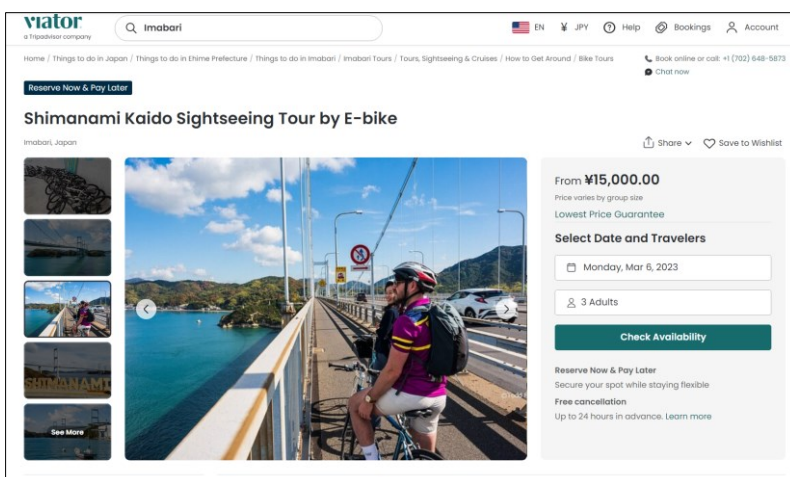 viator
a Tripadvisor company
Imabari
EN ¥ JPY Help Bookings Account
Home / Things to do in Japan / Things to do in Ehime Prefecture / Things to do in Imabari / Imabari Tours / Tours, Sightseeing & Cruises / How to Get Around / Bike Tours
Book online or call: +1 (702) 648-5873
Chat now
Reserve Now & Pay Later
Shimanami Kaido Sightseeing Tour by E-bike
Imabari, Japan
Share Save to Wishlist
SHIMANAMI
See More
From ¥15,000.00
Price varies by group size
Lowest Price Guarantee
Select Date and Travelers
Monday, Mar 6, 2023
3 Adults
Check Availability
Reserve Now & Pay Later
Secure your spot while staying flexible
Free cancellation
Up to 24 hours in advance. Learn more